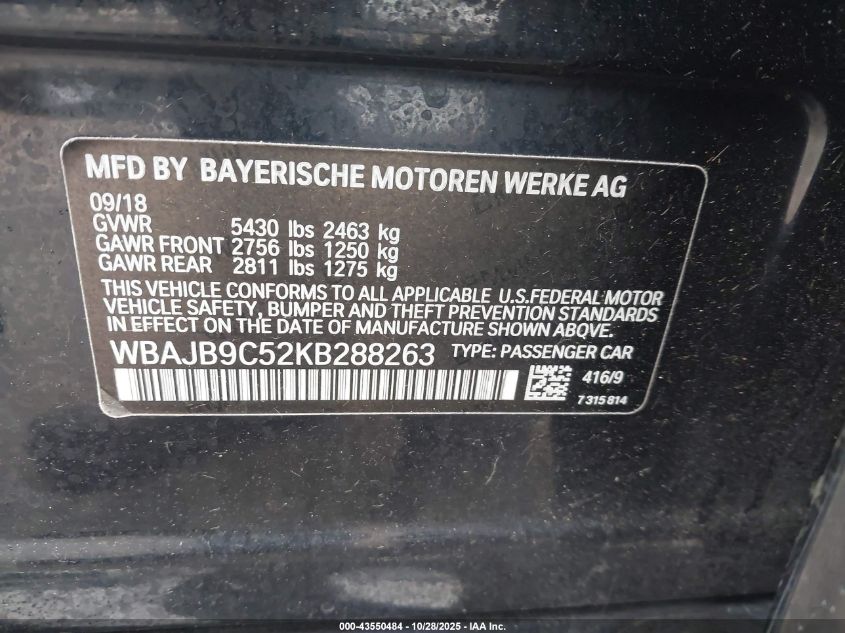 MFD BY BAYERISCHE MOTOREN WERKE AG
09/18
GVWR 5430 lbs 2463 kg
GAWR FRONT 2756 lbs 1250 kg
GAWR REAR 2811 lbs 1275 kg
THIS VEHICLE CONFORMS TO ALL APPLICABLE U.S.FEDERAL MOTOR
VEHICLE SAFETY, BUMPER AND THEFT PREVENTION STANDARDS
IN EFFECT ON THE DATE OF MANUFACTURE SHOWN ABOVE.
WBAJB9C52KB288263 TYPE: PASSENGER CAR
416/9
7 315 814
000-43550484 - 10/28/2025 - IAA Inc.